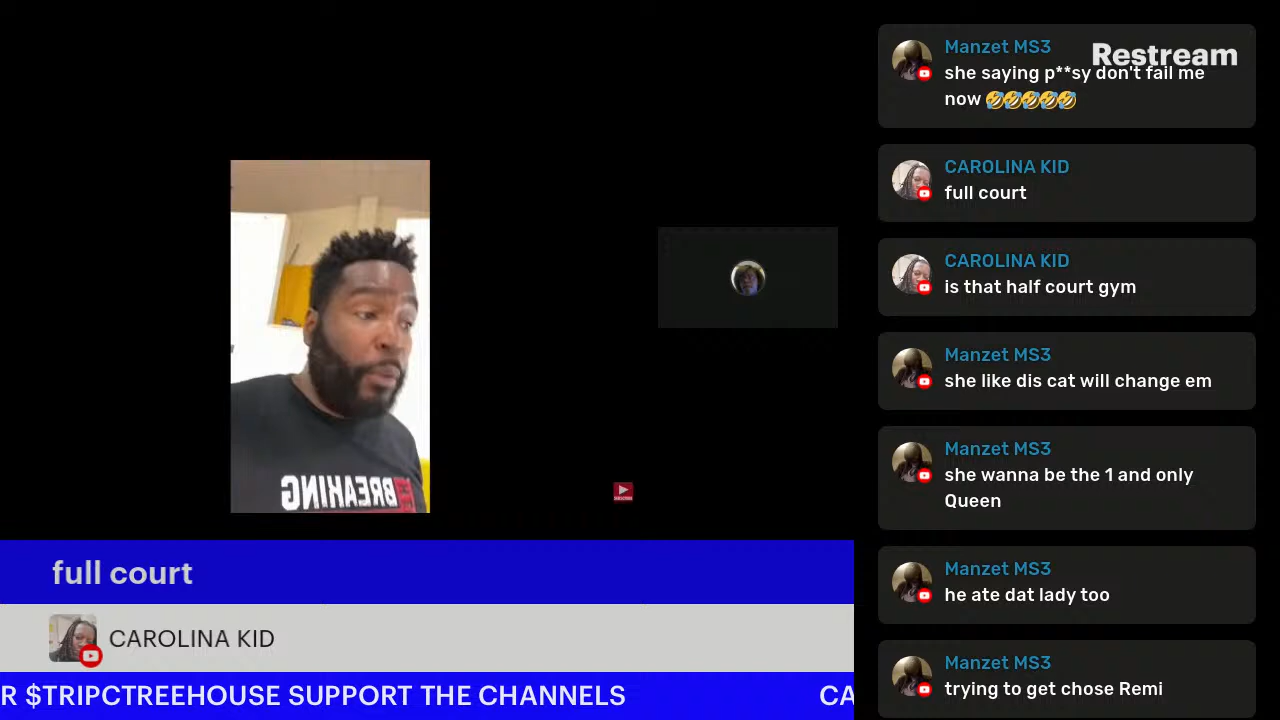 Restream
Manzet MS3
she saying p**sy don't fail me
now 🤣🤣🤣🤣🤣
CAROLINA KID
full court
CAROLINA KID
is that half court gym
Manzet MS3
she like dis cat will change em
Manzet MS3
she wanna be the 1 and only
Queen
Manzet MS3
he ate dat lady too
Manzet MS3
trying to get chose Remi
BREAKING
full court
CAROLINA KID
R $TRIPCTREEHOUSE SUPPORT THE CHANNELS CA